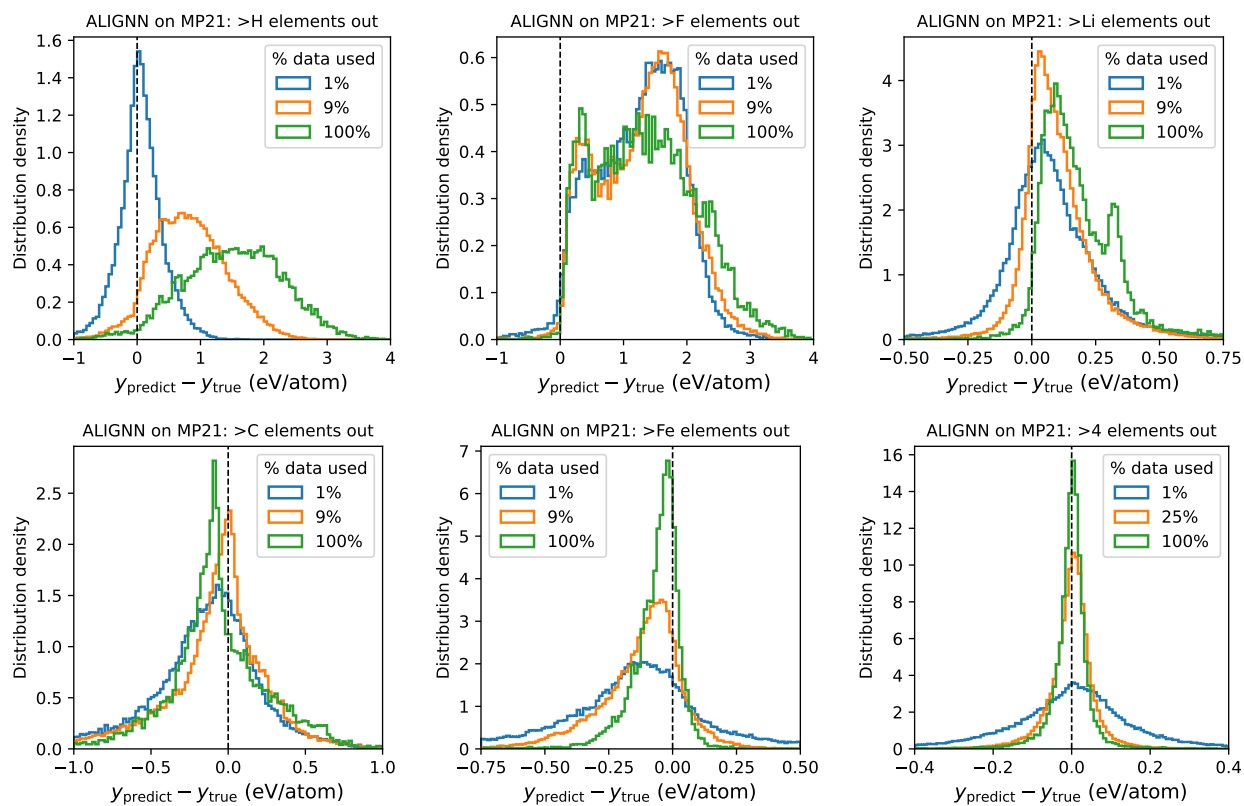 ALIGNN on MP21: >H elements out
1.6
1.4
1.2
1.0
0.8
0.6
0.4
0.2
0.0
Distribution density
% data used
1%
9%
100%
−1 0 1 2 3 4
y_predict − y_true (eV/atom)
ALIGNN on MP21: >F elements out
0.6
0.5
0.4
0.3
0.2
0.1
0.0
Distribution density
% data used
1%
9%
100%
−1 0 1 2 3 4
y_predict − y_true (eV/atom)
ALIGNN on MP21: >Li elements out
4
3
2
1
0
Distribution density
% data used
1%
9%
100%
−0.50 −0.25 0.00 0.25 0.50 0.75
y_predict − y_true (eV/atom)
ALIGNN on MP21: >C elements out
2.5
2.0
1.5
1.0
0.5
0.0
Distribution density
% data used
1%
9%
100%
−1.0 −0.5 0.0 0.5 1.0
y_predict − y_true (eV/atom)
ALIGNN on MP21: >Fe elements out
7
6
5
4
3
2
1
0
Distribution density
% data used
1%
9%
100%
−0.75 −0.50 −0.25 0.00 0.25 0.50
y_predict − y_true (eV/atom)
ALIGNN on MP21: >4 elements out
16
14
12
10
8
6
4
2
0
Distribution density
% data used
1%
25%
100%
−0.4 −0.2 0.0 0.2 0.4
y_predict − y_true (eV/atom)